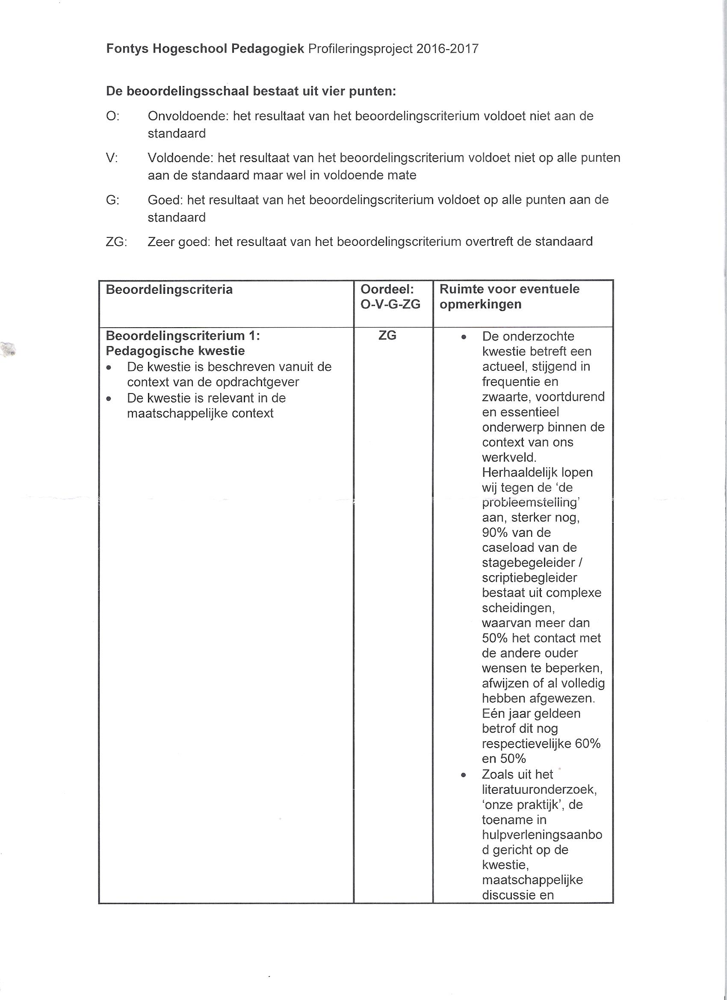 Fontys Hogeschool Pedagogiek Profileringsproject 2016-2017
De beoordelingsschaal bestaat uit vier punten:
O: Onvoldoende: het resultaat van het beoordelingscriterium voldoet niet aan de
standaard
V: Voldoende: het resultaat van het beoordelingscriterium voldoet niet op alle punten
aan de standaard maar wel in voldoende mate
G: Goed: het resultaat van het beoordelingscriterium voldoet op alle punten aan de
standaard
ZG: Zeer goed: het resultaat van het beoordelingscriterium overtreft de standaard
Beoordelingscriteria
Oordeel:
O-V-G-ZG
Ruimte voor eventuele
opmerkingen
Beoordelingscriterium 1:
Pedagogische kwestie
• De kwestie is beschreven vanuit de
context van de opdrachtgever
• De kwestie is relevant in de
maatschappelijke context
ZG
• De onderzochte
kwestie betreft een
actueel, stijgend in
frequentie en
zwaarte, voortdurend
en essentieel
onderwerp binnen de
context van ons
werkveld.
Herhaaldelijk lopen
wij tegen de ‘de
probleemstelling’
aan, sterker nog,
90% van de
caseload van de
stagebegeleider /
scriptiebegleider
bestaat uit complexe
scheidingen,
waarvan meer dan
50% het contact met
de andere ouder
wensen te beperken,
afwijzen of al volledig
hebben afgewezen.
Eén jaar geldeen
betrof dit nog
respectievelijke 60%
en 50%
• Zoals uit het
literatuuronderzoek,
‘onze praktijk’, de
toename in
hulpverleningsaanbo
d gericht op de
kwestie,
maatschappelijke
discussie en